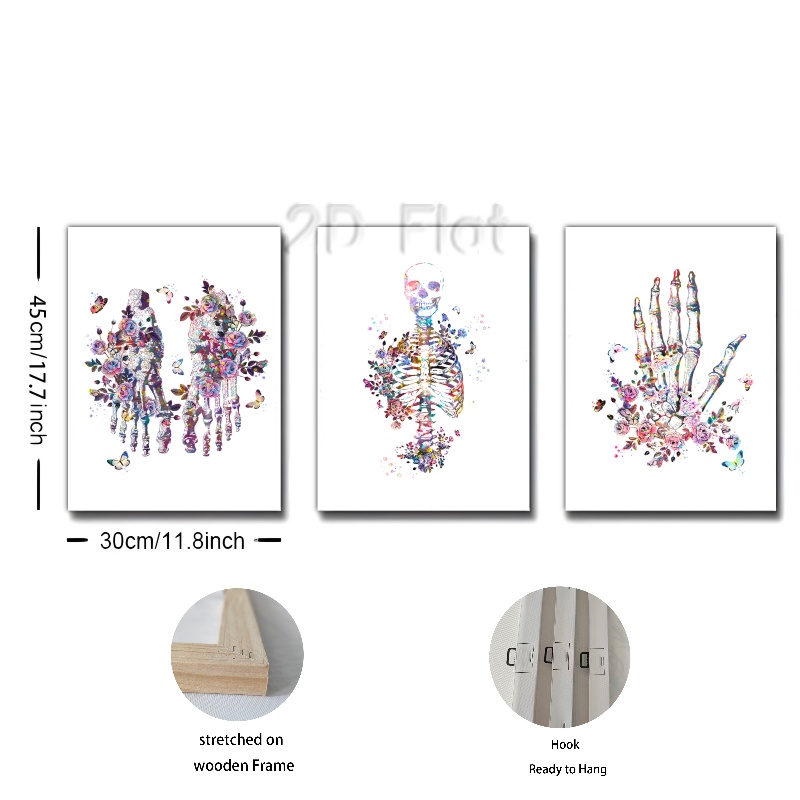 2D Flat
45cm/17.7inch
30cm/11.8inch
stretched on
wooden Frame
Hook
Ready to Hang